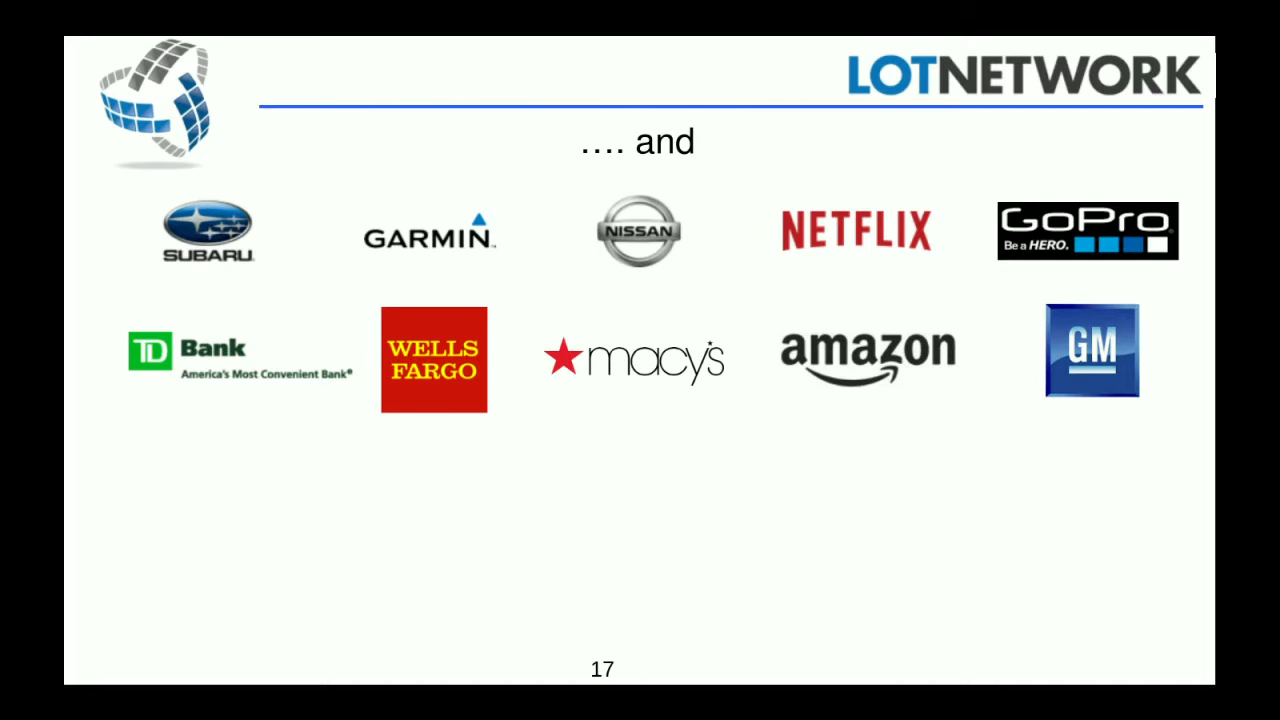 LOTNETWORK
…. and
SUBARU
GARMIN
NISSAN
NETFLIX
GoPro
Be a HERO.
TD Bank
America's Most Convenient Bank®
WELLS
FARGO
macy's
amazon
GM
17